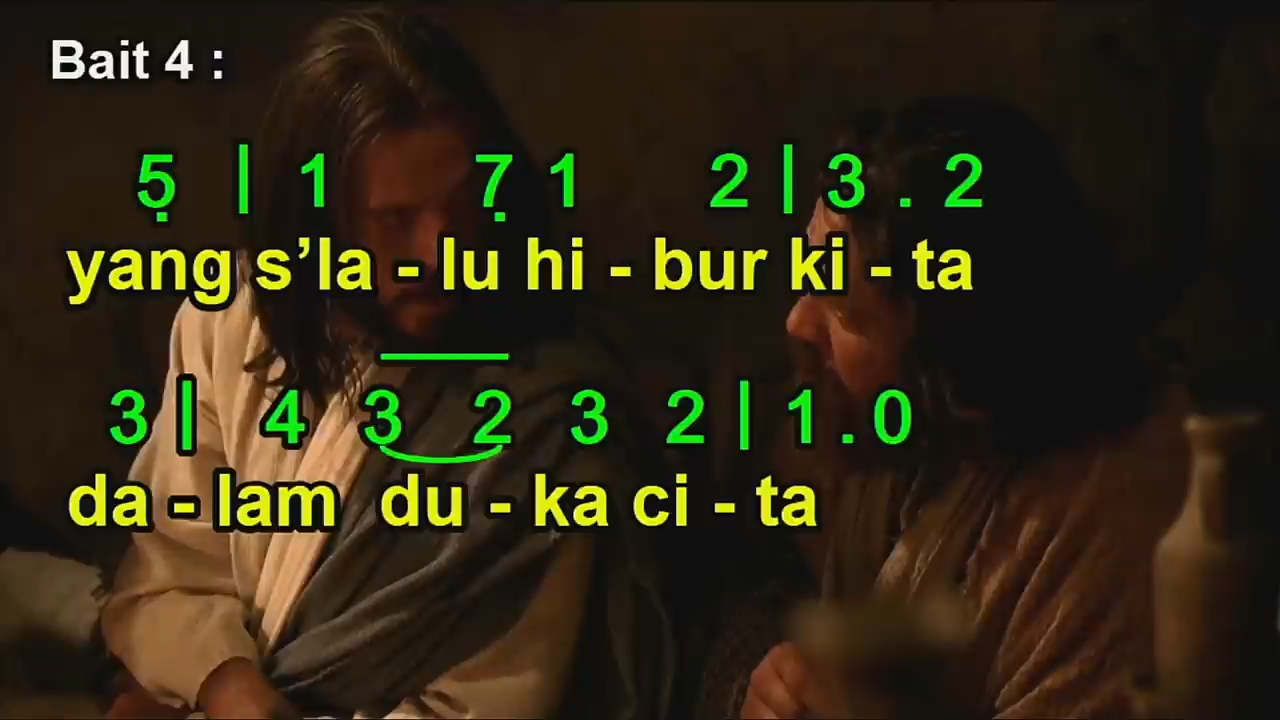 Bait 4 :
5̣ | 1 7̣ 1 2 | 3 . 2
yang s’la - lu hi - bur ki - ta
3 | 4 3 2 3 2 | 1 . 0
da - lam du - ka ci - ta